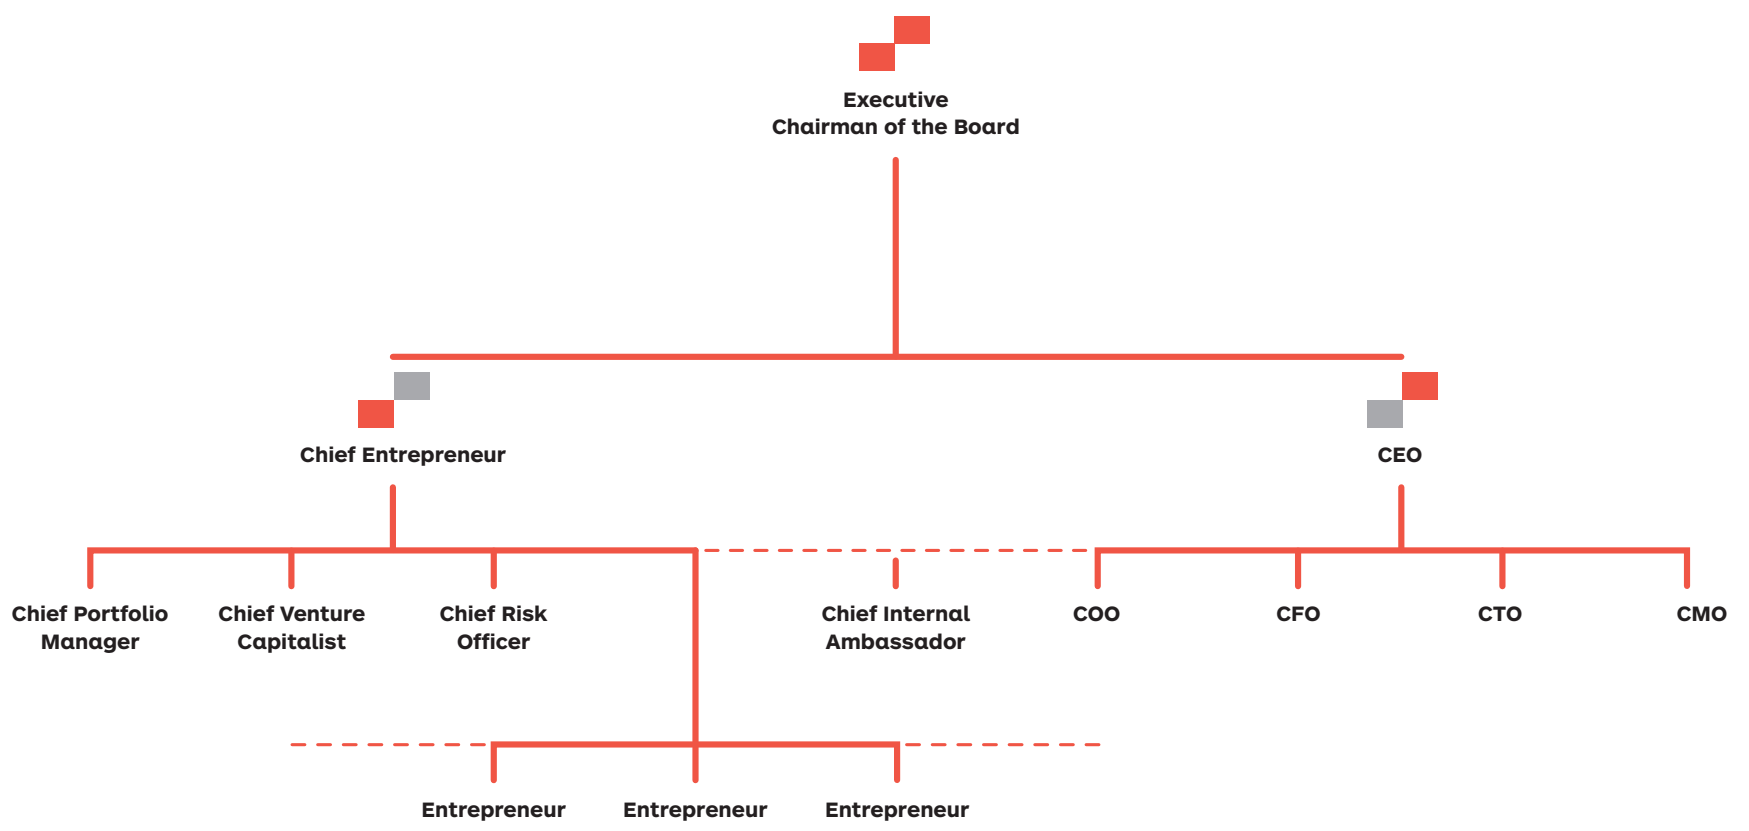 Executive
Chairman of the Board
Chief Entrepreneur
CEO
Chief Portfolio
Manager
Chief Venture
Capitalist
Chief Risk
Officer
Chief Internal
Ambassador
COO
CFO
CTO
CMO
Entrepreneur
Entrepreneur
Entrepreneur